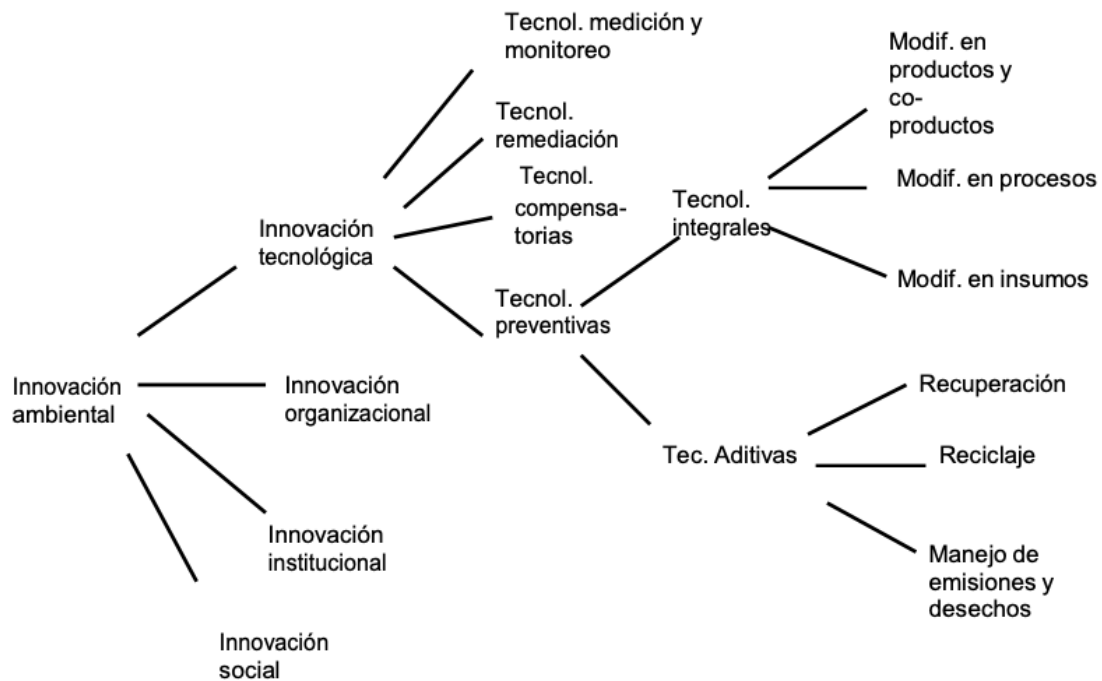 Tecnol. medición y
monitoreo
Tecnol.
remediación
Tecnol.
compensa-
torias
Innovación
tecnológica
Tecnol.
preventivas
Tecnol.
integrales
Modif. en
productos y
co-
productos
Modif. en procesos
Modif. en insumos
Innovación
ambiental
Innovación
organizacional
Innovación
institucional
Innovación
social
Tec. Aditivas
Recuperación
Reciclaje
Manejo de
emisiones y
desechos